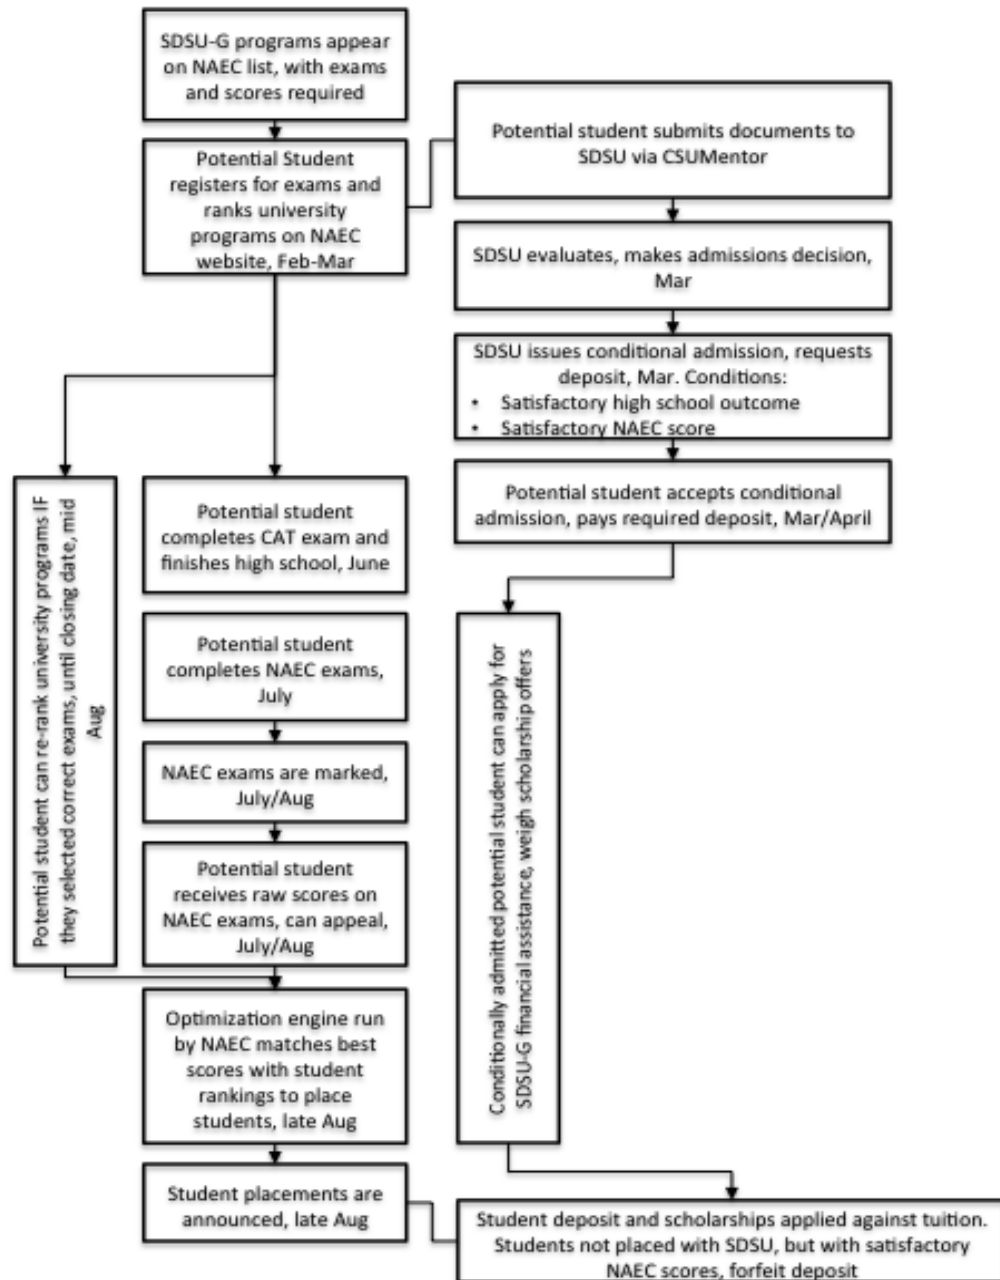 SDSU-G programs appear
on NAEC list, with exams
and scores required
Potential Student
registers for exams and
ranks university
programs on NAEC
website, Feb-Mar
Potential student submits documents to
SDSU via CSUMentor
SDSU evaluates, makes admissions decision,
Mar
SDSU issues conditional admission, requests
deposit, Mar. Conditions:
• Satisfactory high school outcome
• Satisfactory NAEC score
Potential student accepts conditional
admission, pays required deposit, Mar/April
Potential student can re-rank university programs IF
they selected correct exams, until closing date, mid
Aug
Potential student
completes CAT exam and
finishes high school, June
Potential student
completes NAEC exams,
July
NAEC exams are marked,
July/Aug
Potential student
receives raw scores on
NAEC exams, can appeal,
July/Aug
Optimization engine run
by NAEC matches best
scores with student
rankings to place
students, late Aug
Student placements are
announced, late Aug
Conditionally admitted potential student can apply for
SDSU-G financial assistance, weigh scholarship offers
Student deposit and scholarships applied against tuition.
Students not placed with SDSU, but with satisfactory
NAEC scores, forfeit deposit